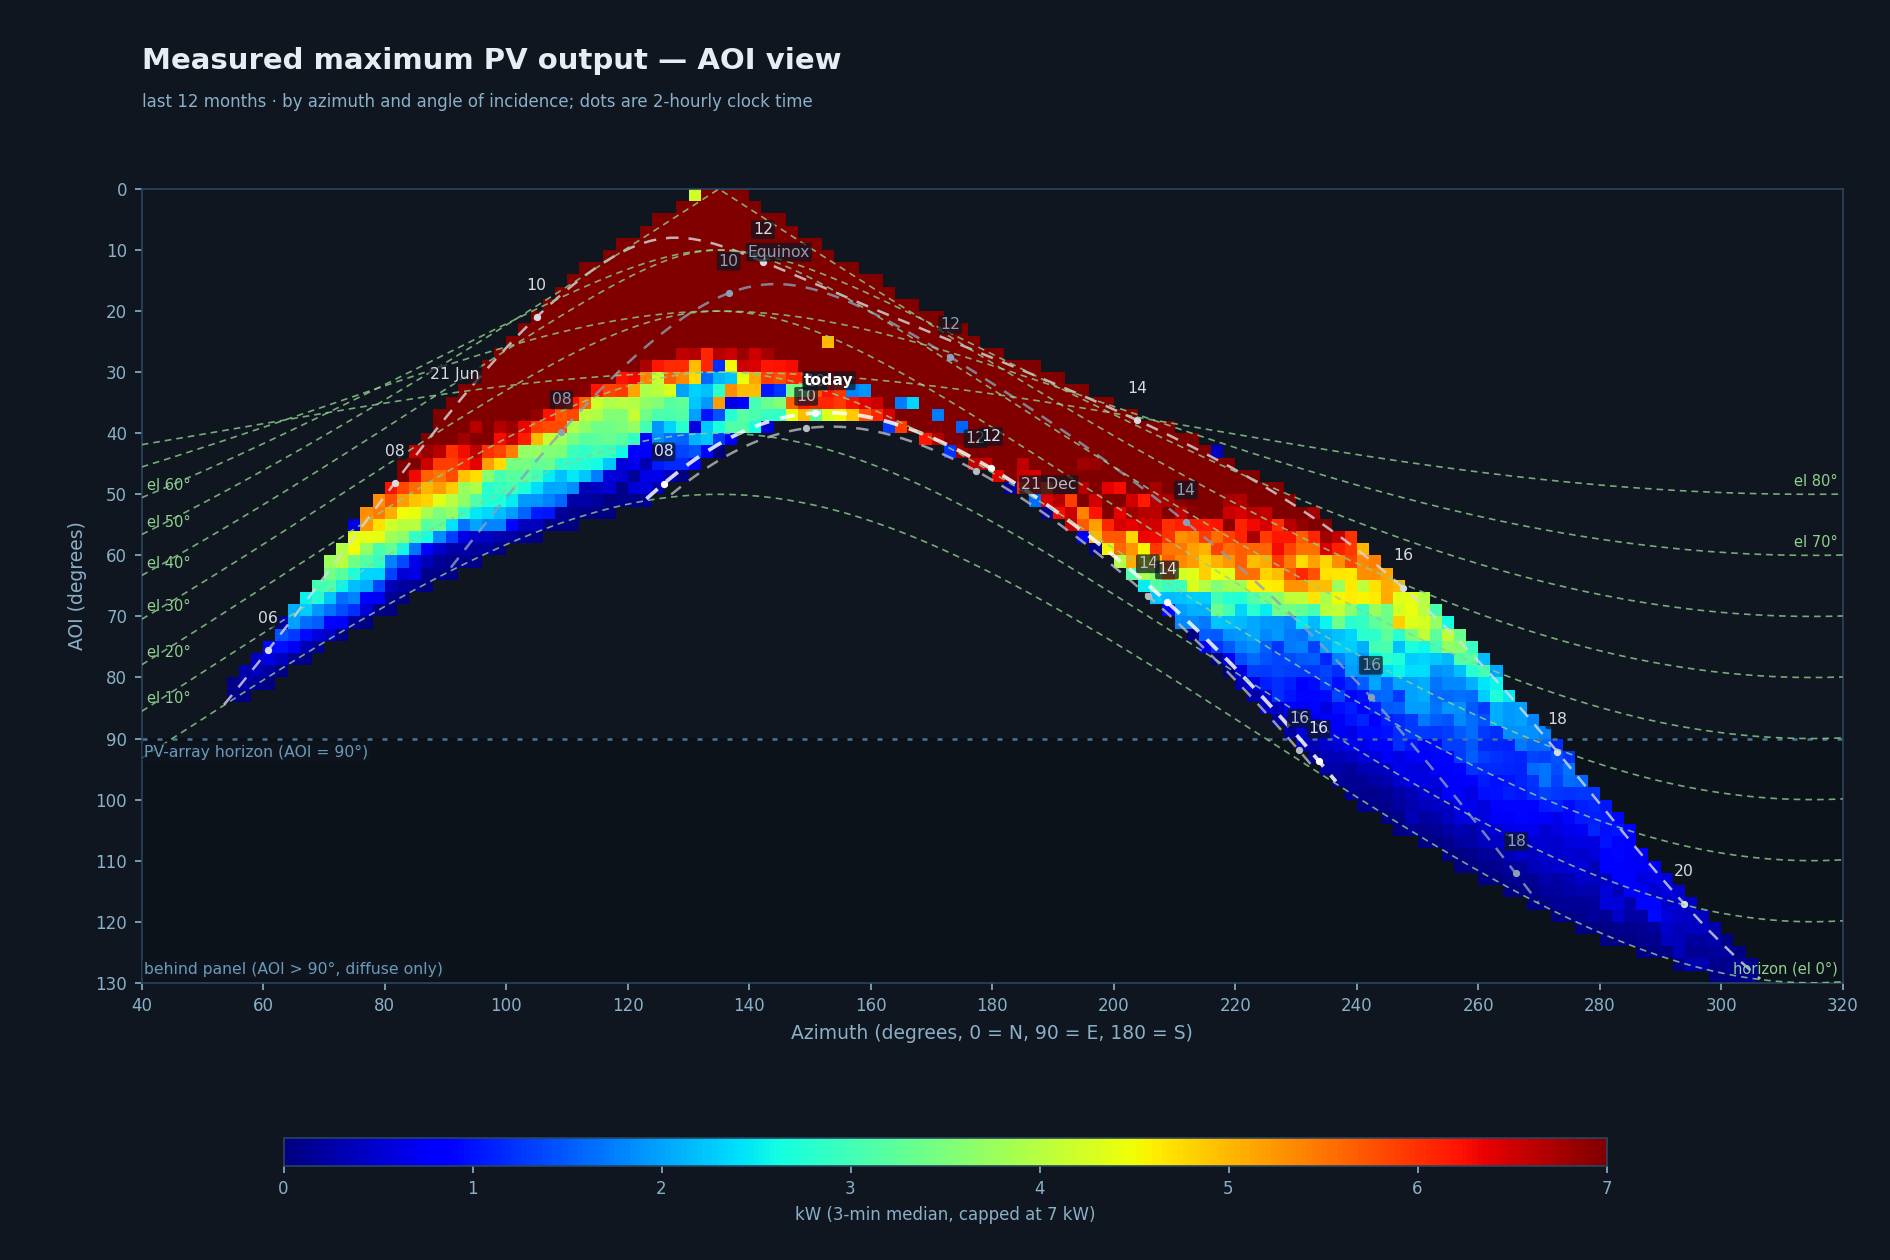 Measured maximum PV output — AOI view
last 12 months · by azimuth and angle of incidence; dots are 2-hourly clock time
0
10
20
30
40
50
60
70
80
90
100
110
120
130
AOI (degrees)
12
Equinox
10
10
12
21 Jun
today
14
08
10
08
08
12
12
el 60°
21 Dec
14
el 80°
el 50°
el 70°
el 40°
14
14
16
el 30°
06
el 20°
16
el 10°
16
16
18
PV-array horizon (AOI = 90°)
18
20
behind panel (AOI > 90°, diffuse only)
horizon (el 0°)
40 60 80 100 120 140 160 180 200 220 240 260 280 300 320
Azimuth (degrees, 0 = N, 90 = E, 180 = S)
0 1 2 3 4 5 6 7
kW (3-min median, capped at 7 kW)